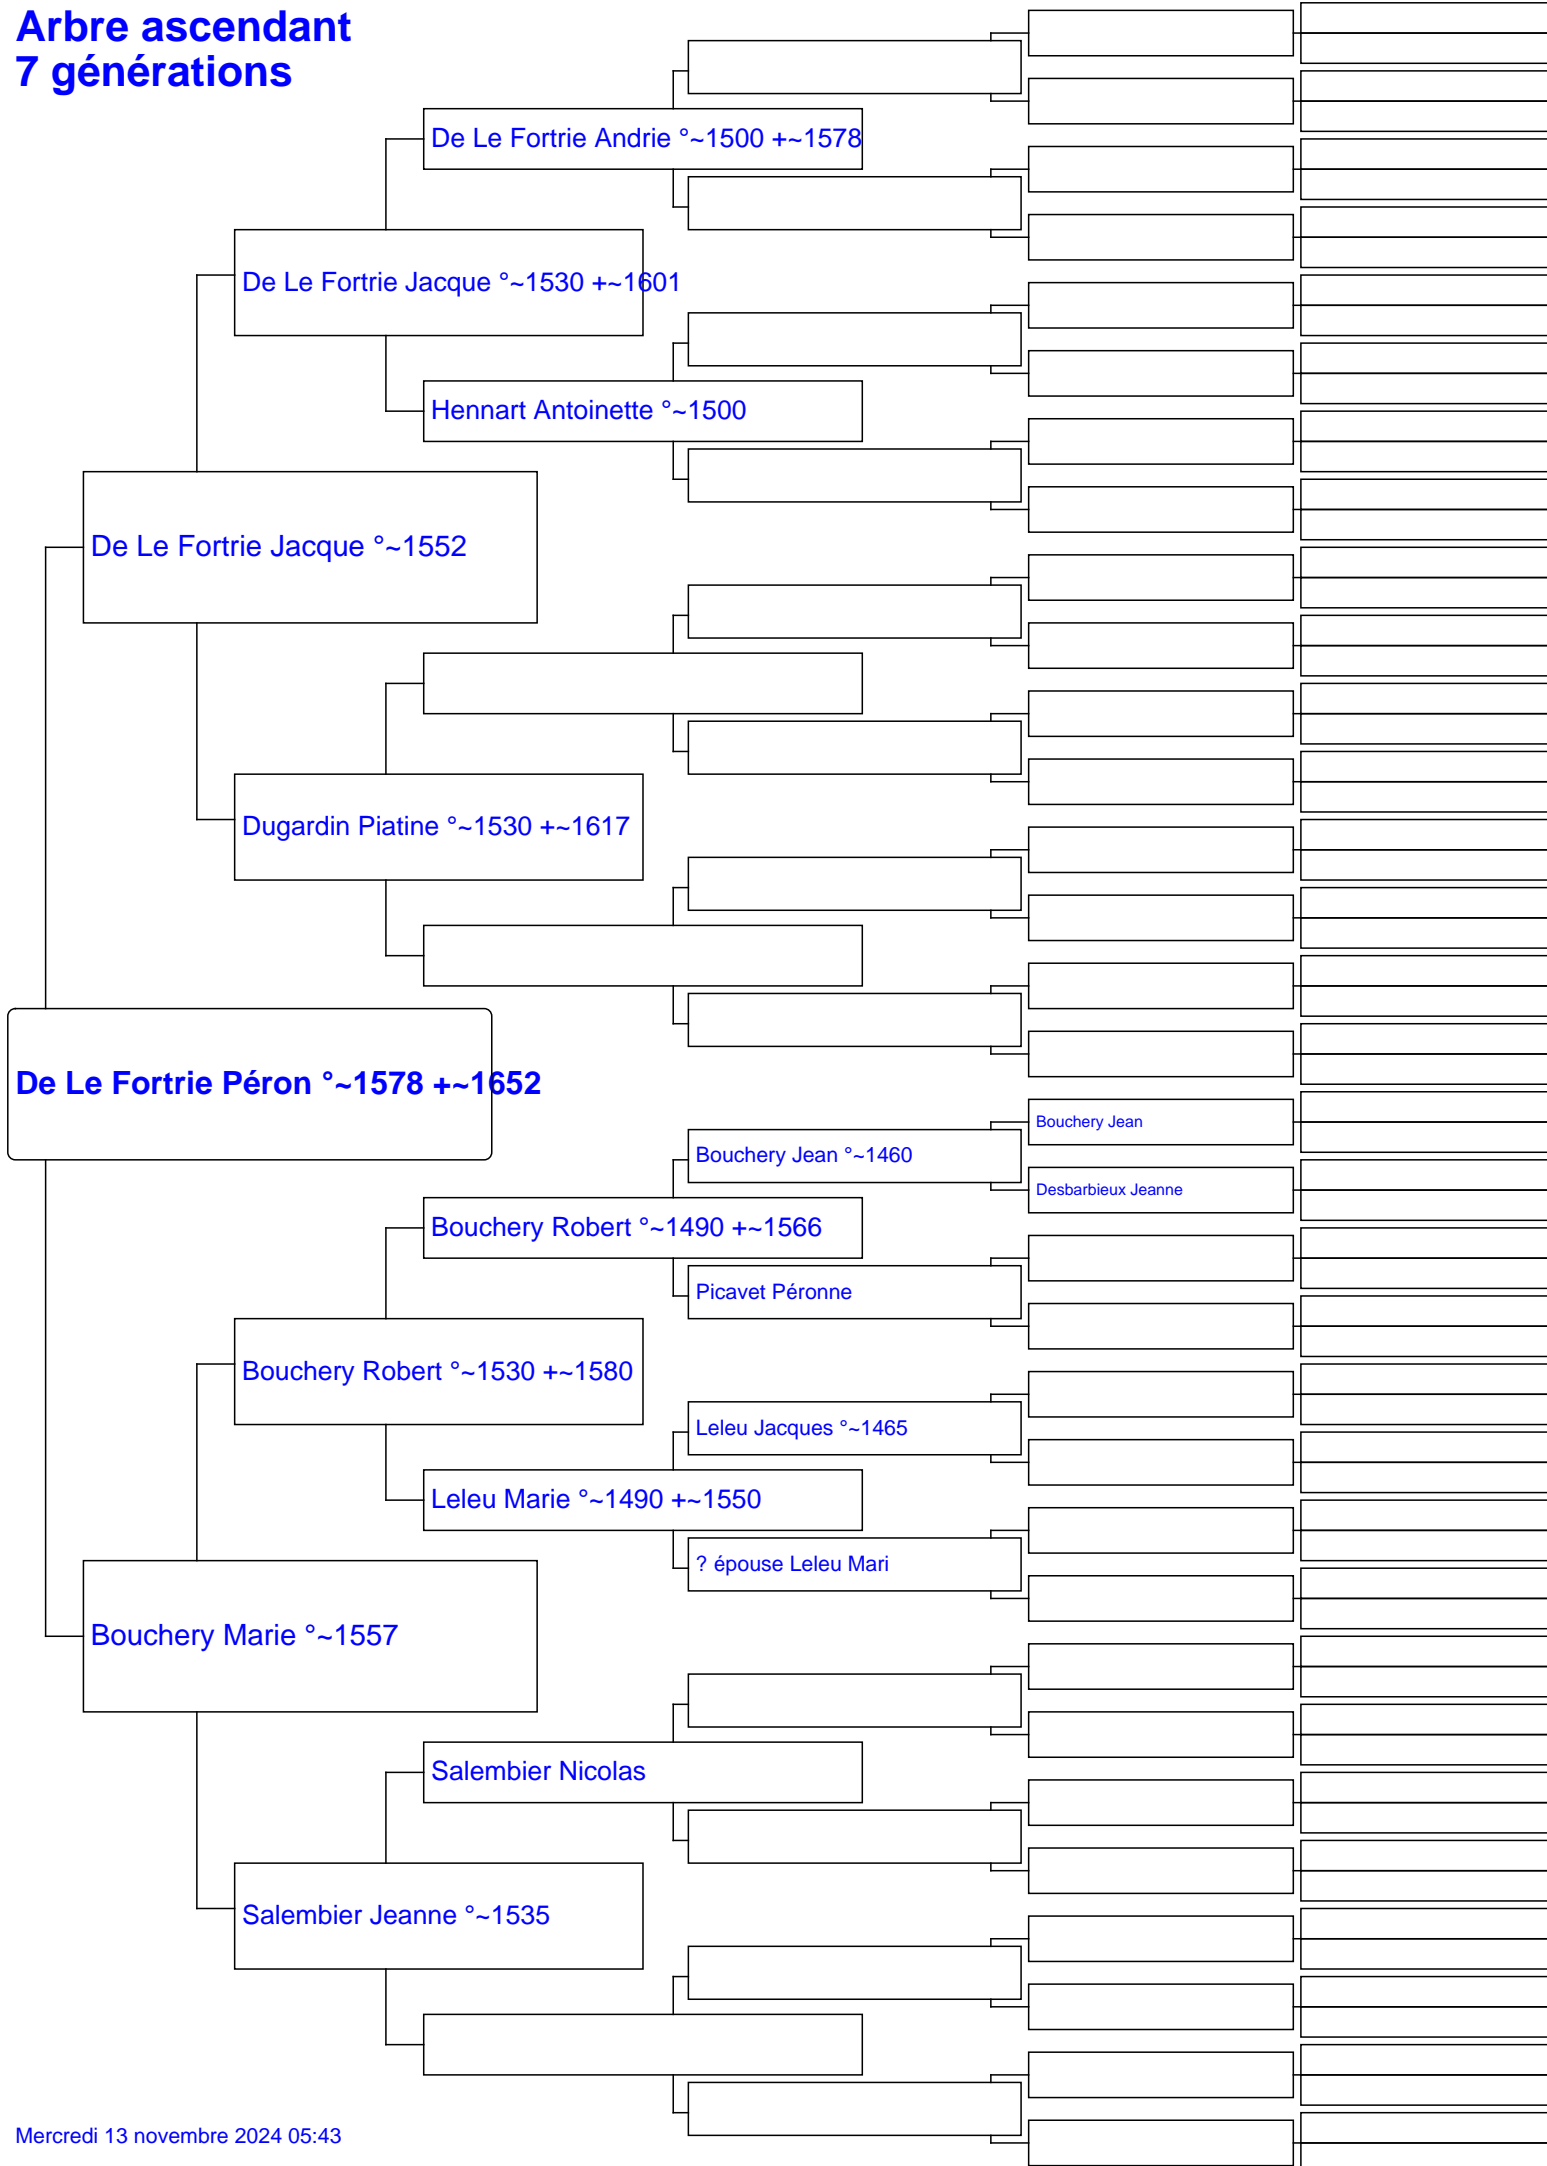 Arbre ascendant
7 générations
De Le Fortrie Andrie °~1500 +~1578
De Le Fortrie Jacque °~1530 +~1601
Hennart Antoinette °~1500
De Le Fortrie Jacque °~1552
Dugardin Piatine °~1530 +~1617
De Le Fortrie Péron °~1578 +~1652
Bouchery Jean
Bouchery Jean °~1460
Desbarbieux Jeanne
Bouchery Robert °~1490 +~1566
Picavet Péronne
Bouchery Robert °~1530 +~1580
Leleu Jacques °~1465
Leleu Marie °~1490 +~1550
? épouse Leleu Mari
Bouchery Marie °~1557
Salembier Nicolas
Salembier Jeanne °~1535
Mercredi 13 novembre 2024 05:43